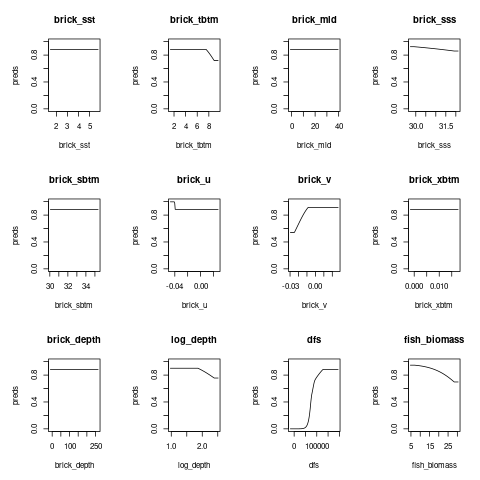 brick_sst brick_tbtm brick_mld brick_sss
preds 0.0 0.4 0.8 preds 0.0 0.4 0.8 preds 0.0 0.4 0.8 preds 0.0 0.4 0.8
2 3 4 5 2 4 6 8 0 20 40 30.0 31.5
brick_sst brick_tbtm brick_mld brick_sss
brick_sbtm brick_u brick_v brick_xbtm
preds 0.0 0.4 0.8 preds 0.0 0.4 0.8 preds 0.0 0.4 0.8 preds 0.0 0.4 0.8
30 32 34 -0.04 0.00 -0.03 0.00 0.000 0.010
brick_sbtm brick_u brick_v brick_xbtm
brick_depth log_depth dfs fish_biomass
preds 0.0 0.4 0.8 preds 0.0 0.4 0.8 preds 0.0 0.4 0.8 preds 0.0 0.4 0.8
0 100 250 1.0 2.0 0 100000 5 15 25
brick_depth log_depth dfs fish_biomass